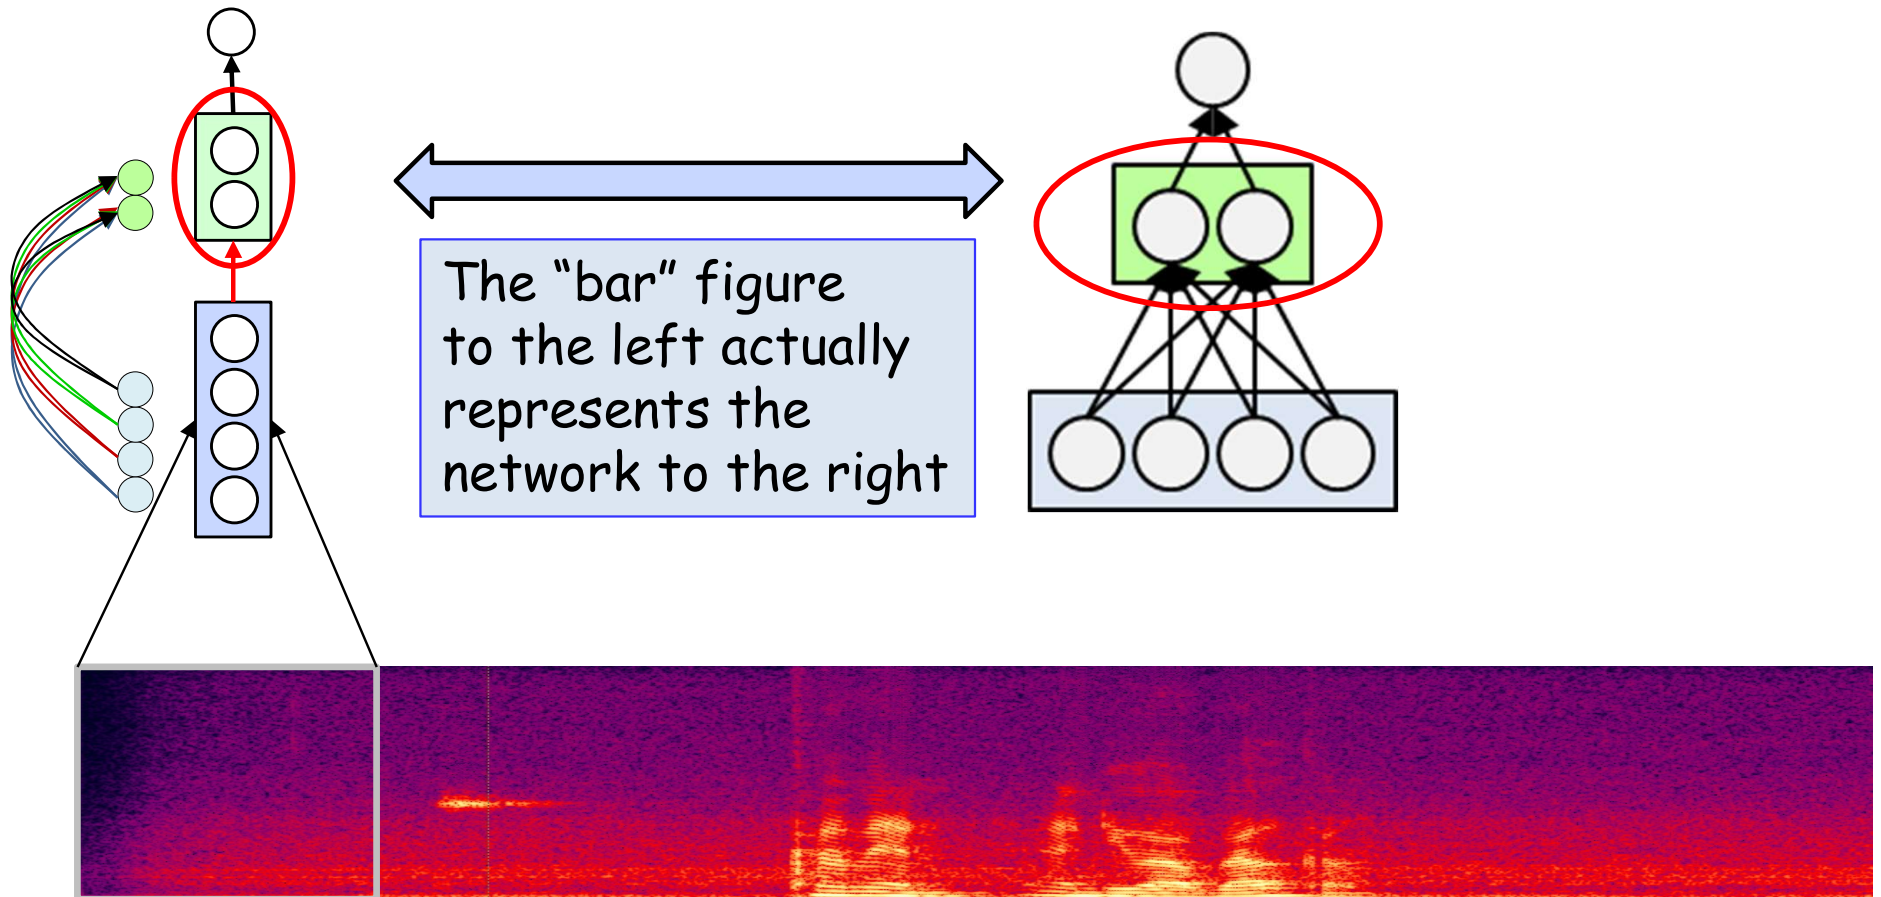 The “bar” figure
to the left actually
represents the
network to the right